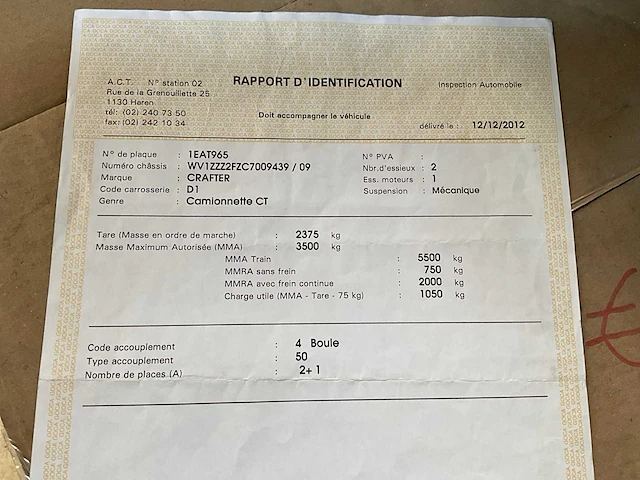 A.C.T. N° station 02
Rue de la Grenouillette 25
1130 Haren
tél: (02) 240 73 50
fax: (02) 242 10 34
RAPPORT D'IDENTIFICATION
Inspection Automobile
Doit accompagner le véhicule
délivré le : 12/12/2012
N° de plaque : 1EAT965
Numéro châssis : WV1ZZZ2FZC7009439 / 09
Marque : CRAFTER
Code carrosserie : D1
Genre : Camionnette CT
N° PVA :
Nbr.d'essieux : 2
Ess. moteurs : 1
Suspension : Mécanique
Tare (Masse en ordre de marche) : 2375 kg
Masse Maximum Autorisée (MMA) : 3500 kg
MMA Train : 5500 kg
MMRA sans frein : 750 kg
MMRA avec frein continue : 2000 kg
Charge utile (MMA - Tare - 75 kg) : 1050 kg
Code accouplement : 4 Boule
Type accouplement : 50
Nombre de places (A) : 2+ 1